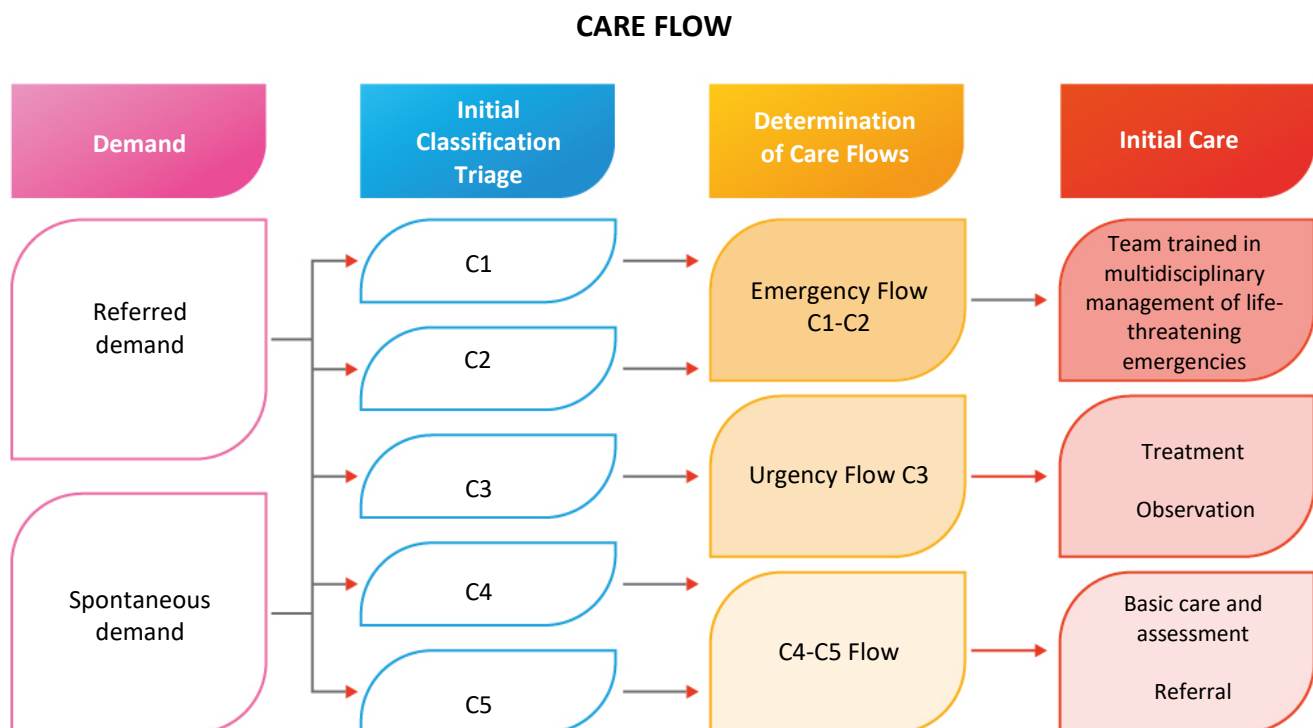 CARE FLOW
Demand
Initial
Classification
Triage
Determination
of Care Flows
Initial Care
Referred
demand
Spontaneous
demand
C1
C2
C3
C4
C5
Emergency Flow
C1-C2
Urgency Flow C3
C4-C5 Flow
Team trained in
multidisciplinary
management of life-
threatening
emergencies
Treatment
Observation
Basic care and
assessment
Referral